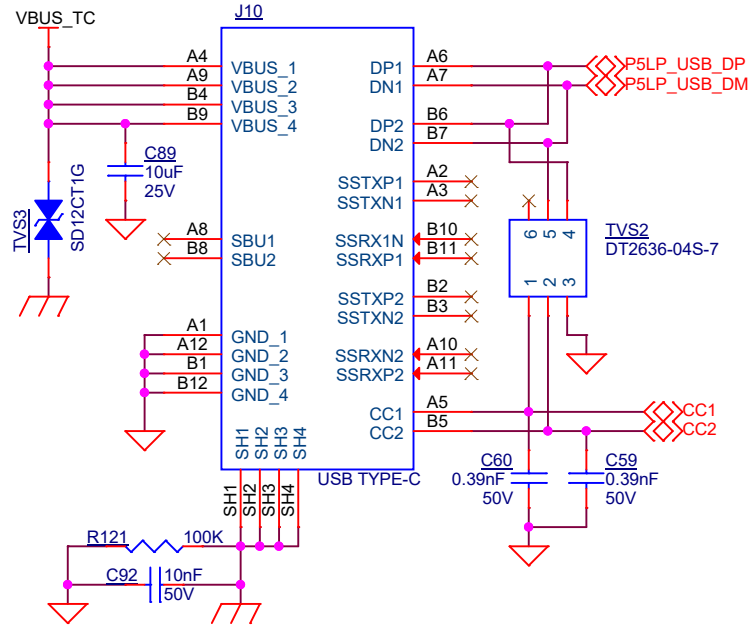 VBUS_TC
J10
A4 VBUS_1 DP1 A6 P5LP_USB_DP
A9 VBUS_2 DN1 A7 P5LP_USB_DM
B4 VBUS_3 DP2 B6
B9 VBUS_4 DN2 B7
C89
10uF
25V
TVS3
SD12CT1G
SSTXP1 A2
SSTXN1 A3
A8 SBU1 SSRX1N B10
B8 SBU2 SSRXP1 B11
6 5 4
1 2 3
TVS2
DT2636-04S-7
SSTXP2 B2
SSTXN2 B3
A1 GND_1
A12 GND_2 SSRXN2 A10
B1 GND_3 SSRXP2 A11
B12 GND_4
CC1 A5 CC1
CC2 B5 CC2
SH1 SH2 SH3 SH4
USB TYPE-C
SH1 SH2 SH3 SH4
C60
0.39nF
50V
C59
0.39nF
50V
R121 100K
C92 10nF
50V